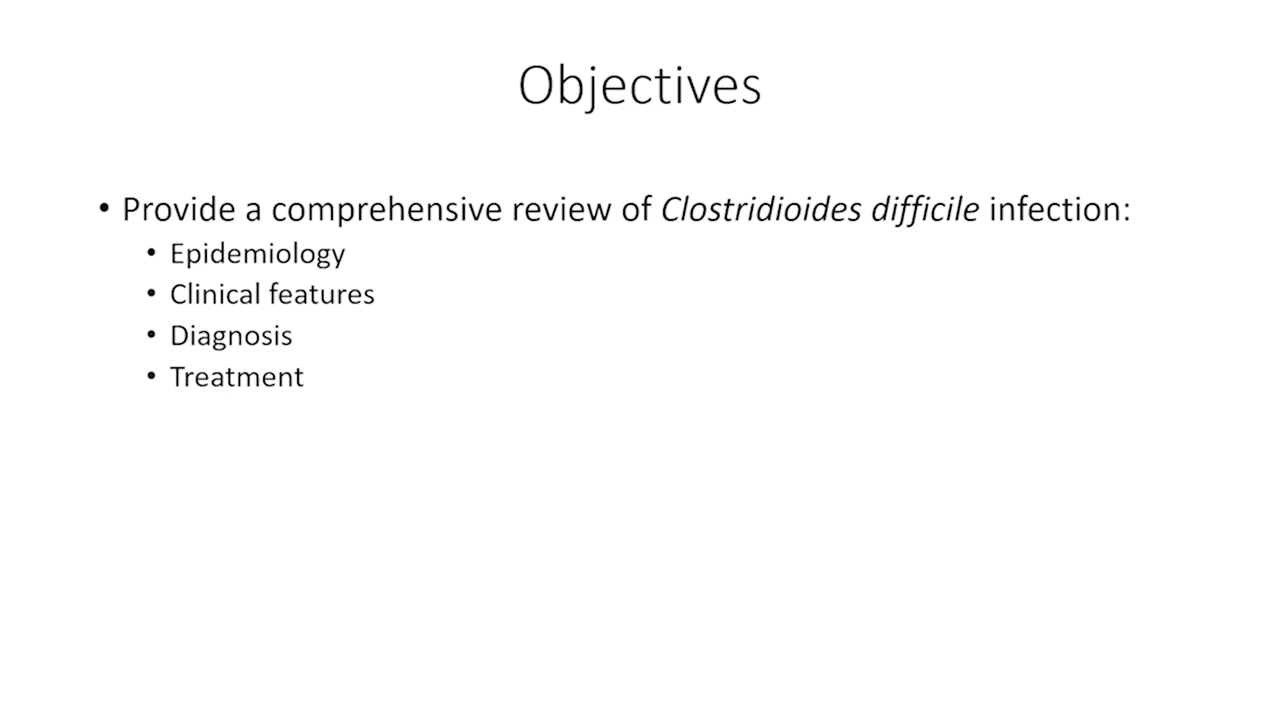 Objectives
• Provide a comprehensive review of Clostridioides difficile infection:
• Epidemiology
• Clinical features
• Diagnosis
• Treatment